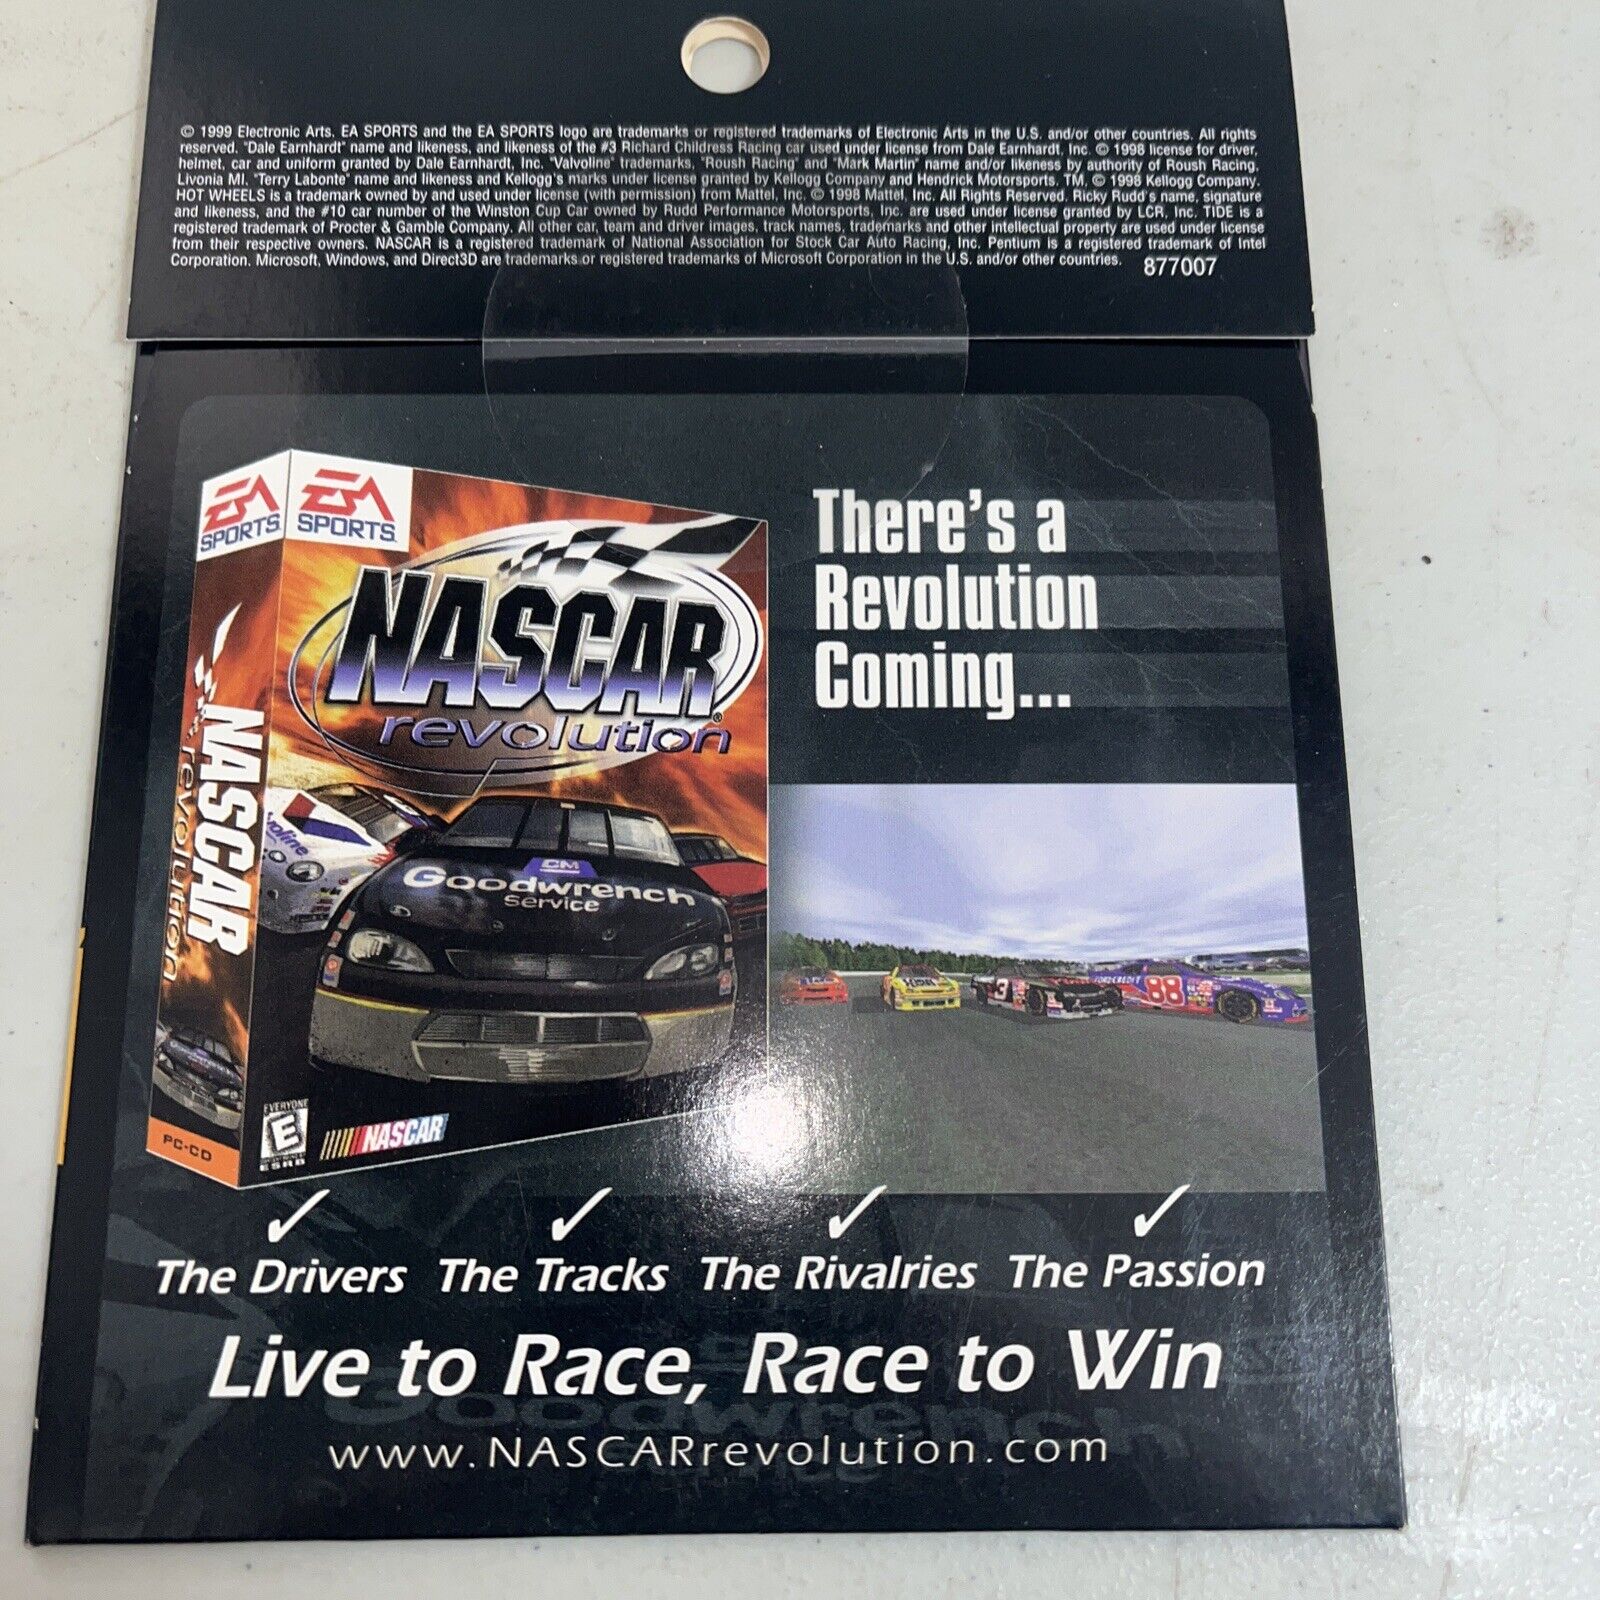 © 1999 Electronic Arts. EA SPORTS and the EA SPORTS logo are trademarks or registered trademarks of Electronic Arts in the U.S. and/or other countries. All rights
reserved. "Dale Earnhardt" name and likeness, and likeness of the #3 Richard Childress Racing car used under license from Dale Earnhardt, Inc. © 1998 license for driver,
helmet, car and uniform granted by Dale Earnhardt, Inc. "Valvoline" trademarks, "Roush Racing" and "Mark Martin" name and/or likeness by authority of Roush Racing,
Livonia MI. "Terry Labonte" name and likeness and Kellogg's marks under license granted by Kellogg Company and Hendrick Motorsports. TM, © 1998 Kellogg Company.
HOT WHEELS is a trademark owned by and used under license (with permission) from Mattel, Inc. © 1998 Mattel, Inc. All Rights Reserved. Ricky Rudd's name, signature
and likeness, and the #10 car number of the Winston Cup Car owned by Rudd Performance Motorsports, Inc. are used under license granted by LCR, Inc. TIDE is a
registered trademark of Procter & Gamble Company. All other car, team and driver images, track names, trademarks and other intellectual property are used under license
from their respective owners. NASCAR is a registered trademark of National Association for Stock Car Auto Racing, Inc. Pentium is a registered trademark of Intel
Corporation. Microsoft, Windows, and Direct3D are trademarks or registered trademarks of Microsoft Corporation in the U.S. and/or other countries. 877007
EA
SPORTS
EA
SPORTS
NASCAR
revolution
NASCAR®
revolution
There's a
Revolution
Coming...
GM
Goodwrench
Service
3
88
EVERYONE
E
ESRB
NASCAR
PC-CD
✓ ✓ ✓ ✓
The Drivers The Tracks The Rivalries The Passion
Live to Race, Race to Win
www.NASCARrevolution.com